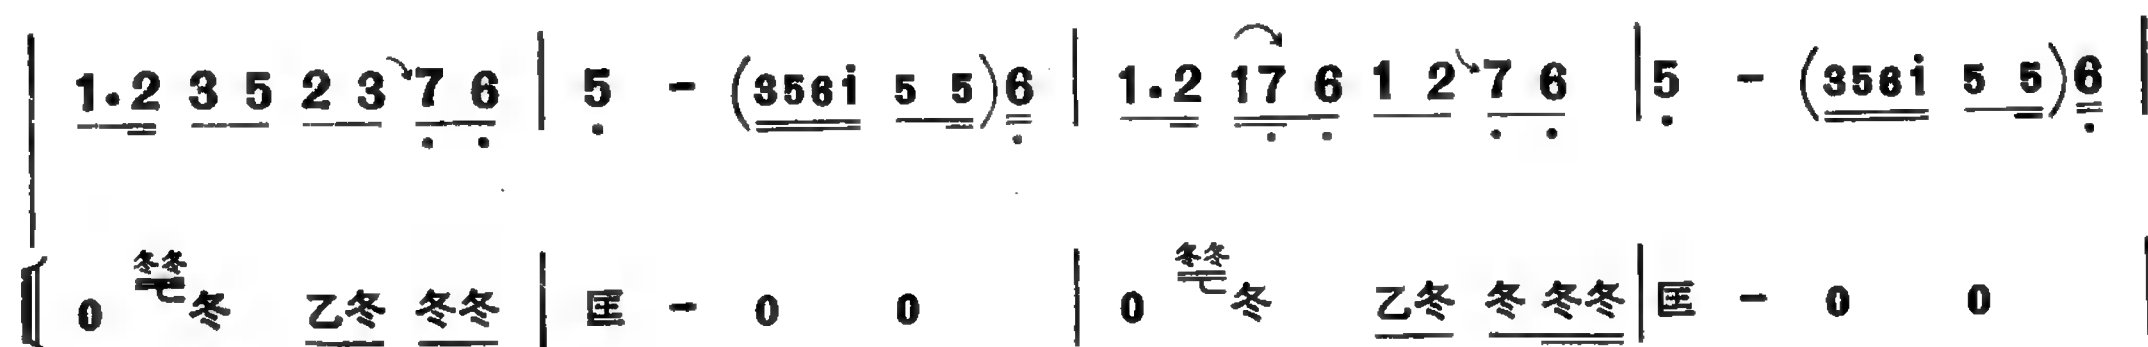 1·2 3 5 2 3 7 6 | 5 - (356i 5 5)6 | 1·2 17 6 1 2 7 6 | 5 - (356i 5 5)6 |
冬冬 冬冬
0 冬 乙冬 冬冬 | 匡 - 0 0 | 0 冬 乙冬 冬 冬冬 | 匡 - 0 0